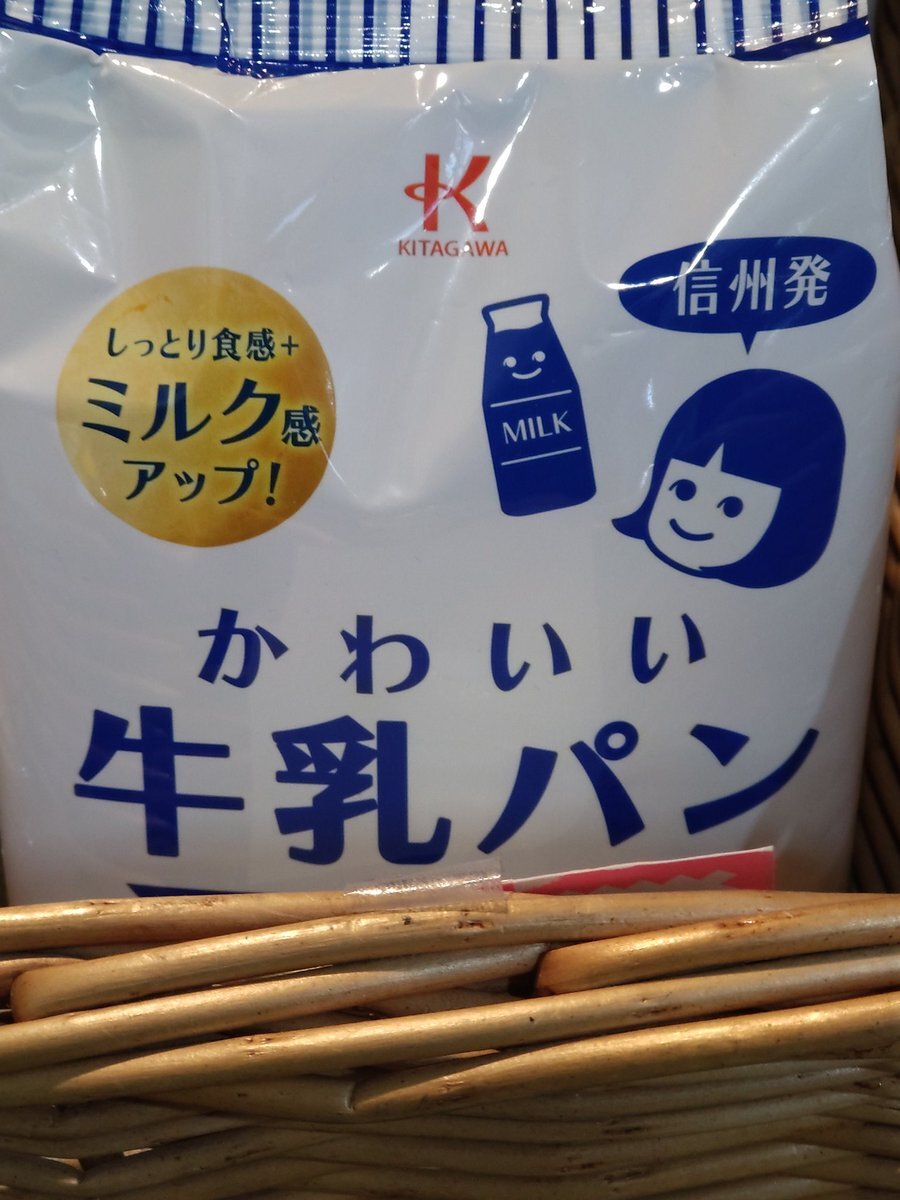 K
KITAGAWA
信州発
しっとり食感+
ミルク感
アップ!
MILK
かわいい
牛乳パン